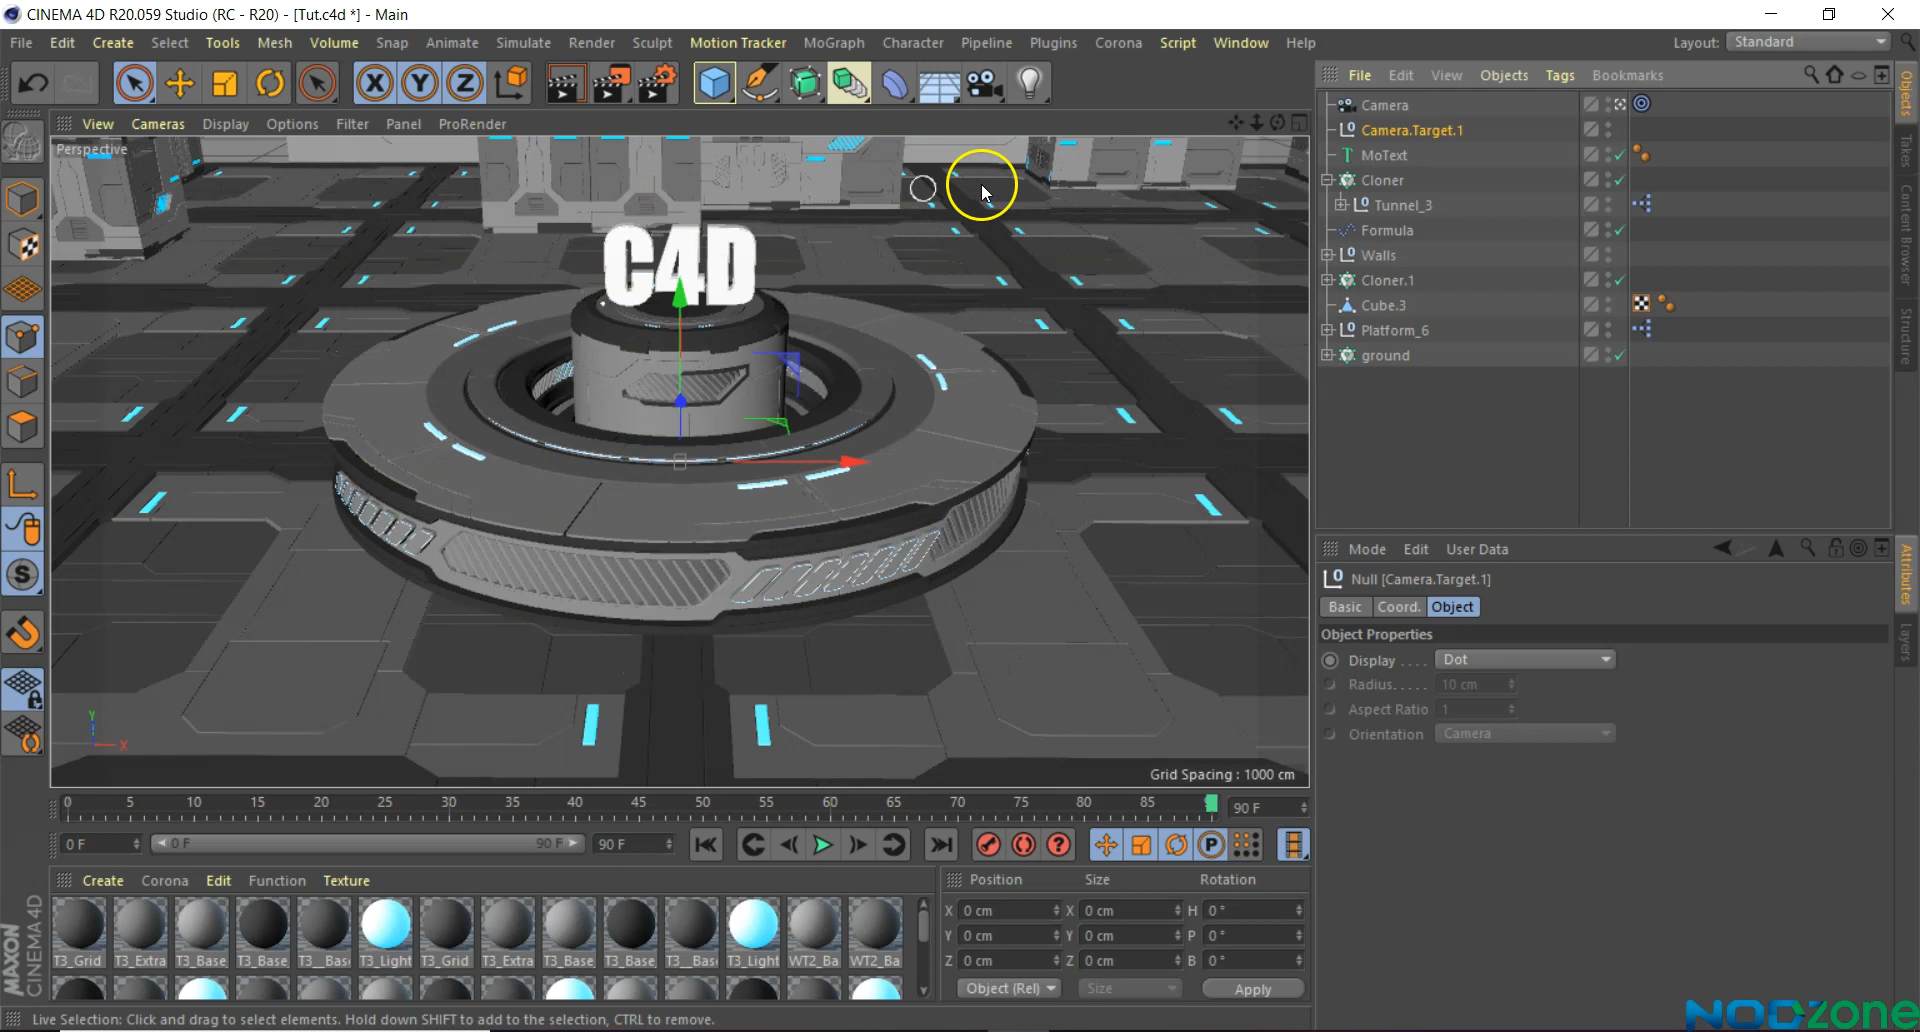 CINEMA 4D R20.059 Studio (RC - R20) - [Tut.c4d *] - Main
File Edit Create Select Tools Mesh Volume Snap Animate Simulate Render Sculpt Motion Tracker MoGraph Character Pipeline Plugins Corona Script Window Help
Layout: Standard
X Y Z
View Cameras Display Options Filter Panel ProRender
Perspective
C4D
Y
X
Grid Spacing : 1000 cm
S
0 5 10 15 20 25 30 35 40 45 50 55 60 65 70 75 80 85
90 F
0 F
0 F 90 F
90 F
P
Create Corona Edit Function Texture
T3_Grid T3_Extra T3_Base T3_Base T3__Bas T3_Light T3_Grid T3_Extra T3_Base T3_Base T3__Bas T3_Light WT2_Ba WT2_Ba
Position Size Rotation
X 0 cm X 0 cm H 0 °
Y 0 cm Y 0 cm P 0 °
Z 0 cm Z 0 cm B 0 °
Object (Rel) Size Apply
MAXON
CINEMA 4D
Live Selection: Click and drag to select elements. Hold down SHIFT to add to the selection, CTRL to remove.
File Edit View Objects Tags Bookmarks
Camera
Camera.Target.1
MoText
Cloner
Tunnel_3
Formula
Walls
Cloner.1
Cube.3
Platform_6
ground
Objects
Takes
Content Browser
Structure
Mode Edit User Data
Null [Camera.Target.1]
Basic Coord. Object
Object Properties
Display . . . . Dot
Radius. . . . . 10 cm
Aspect Ratio 1
Orientation Camera
Attributes
Layers
NODzone